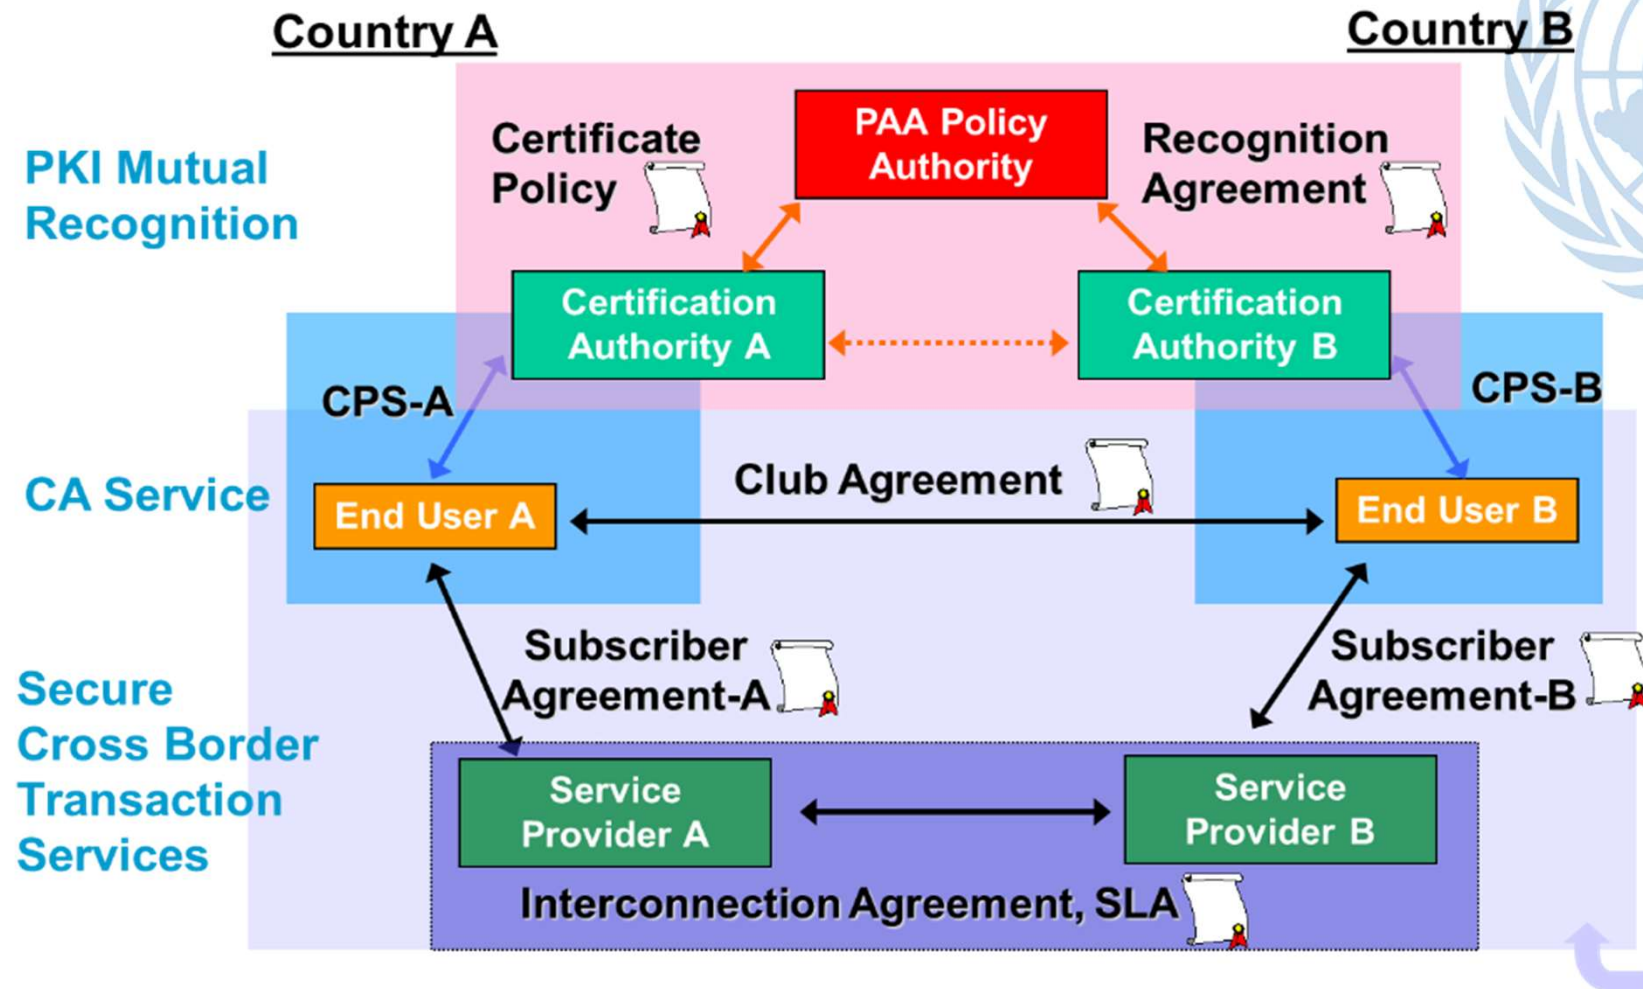 Country A
Country B
PKI Mutual
Recognition
Certificate
Policy
PAA Policy
Authority
Recognition
Agreement
Certification
Authority A
Certification
Authority B
CPS-A
CPS-B
CA Service
Club Agreement
End User A
End User B
Subscriber
Agreement-A
Subscriber
Agreement-B
Secure
Cross Border
Transaction
Services
Service
Provider A
Service
Provider B
Interconnection Agreement, SLA